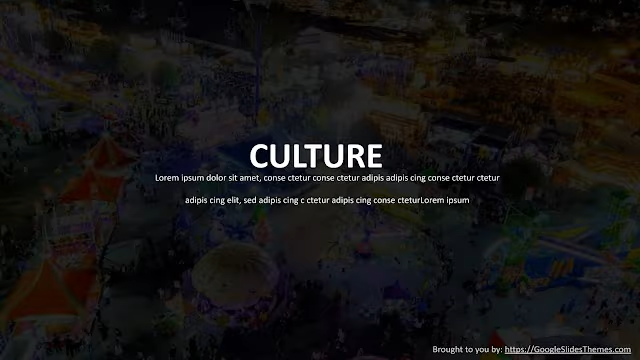 CULTURE
Lorem ipsum dolor sit amet, conse ctetur conse ctetur adipis adipis cing conse ctetur ctetur
adipis cing elit, sed adipis cing c ctetur adipis cing conse cteturLorem ipsum
Brought to you by: https://GoogleSlidesThemes.com